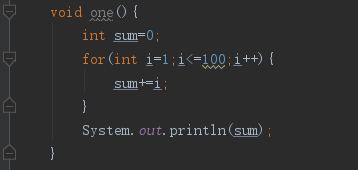 void one(){
int sum=0;
for(int i=1;i<=100;i++){
sum+=i;
}
System.out.println(sum);
}